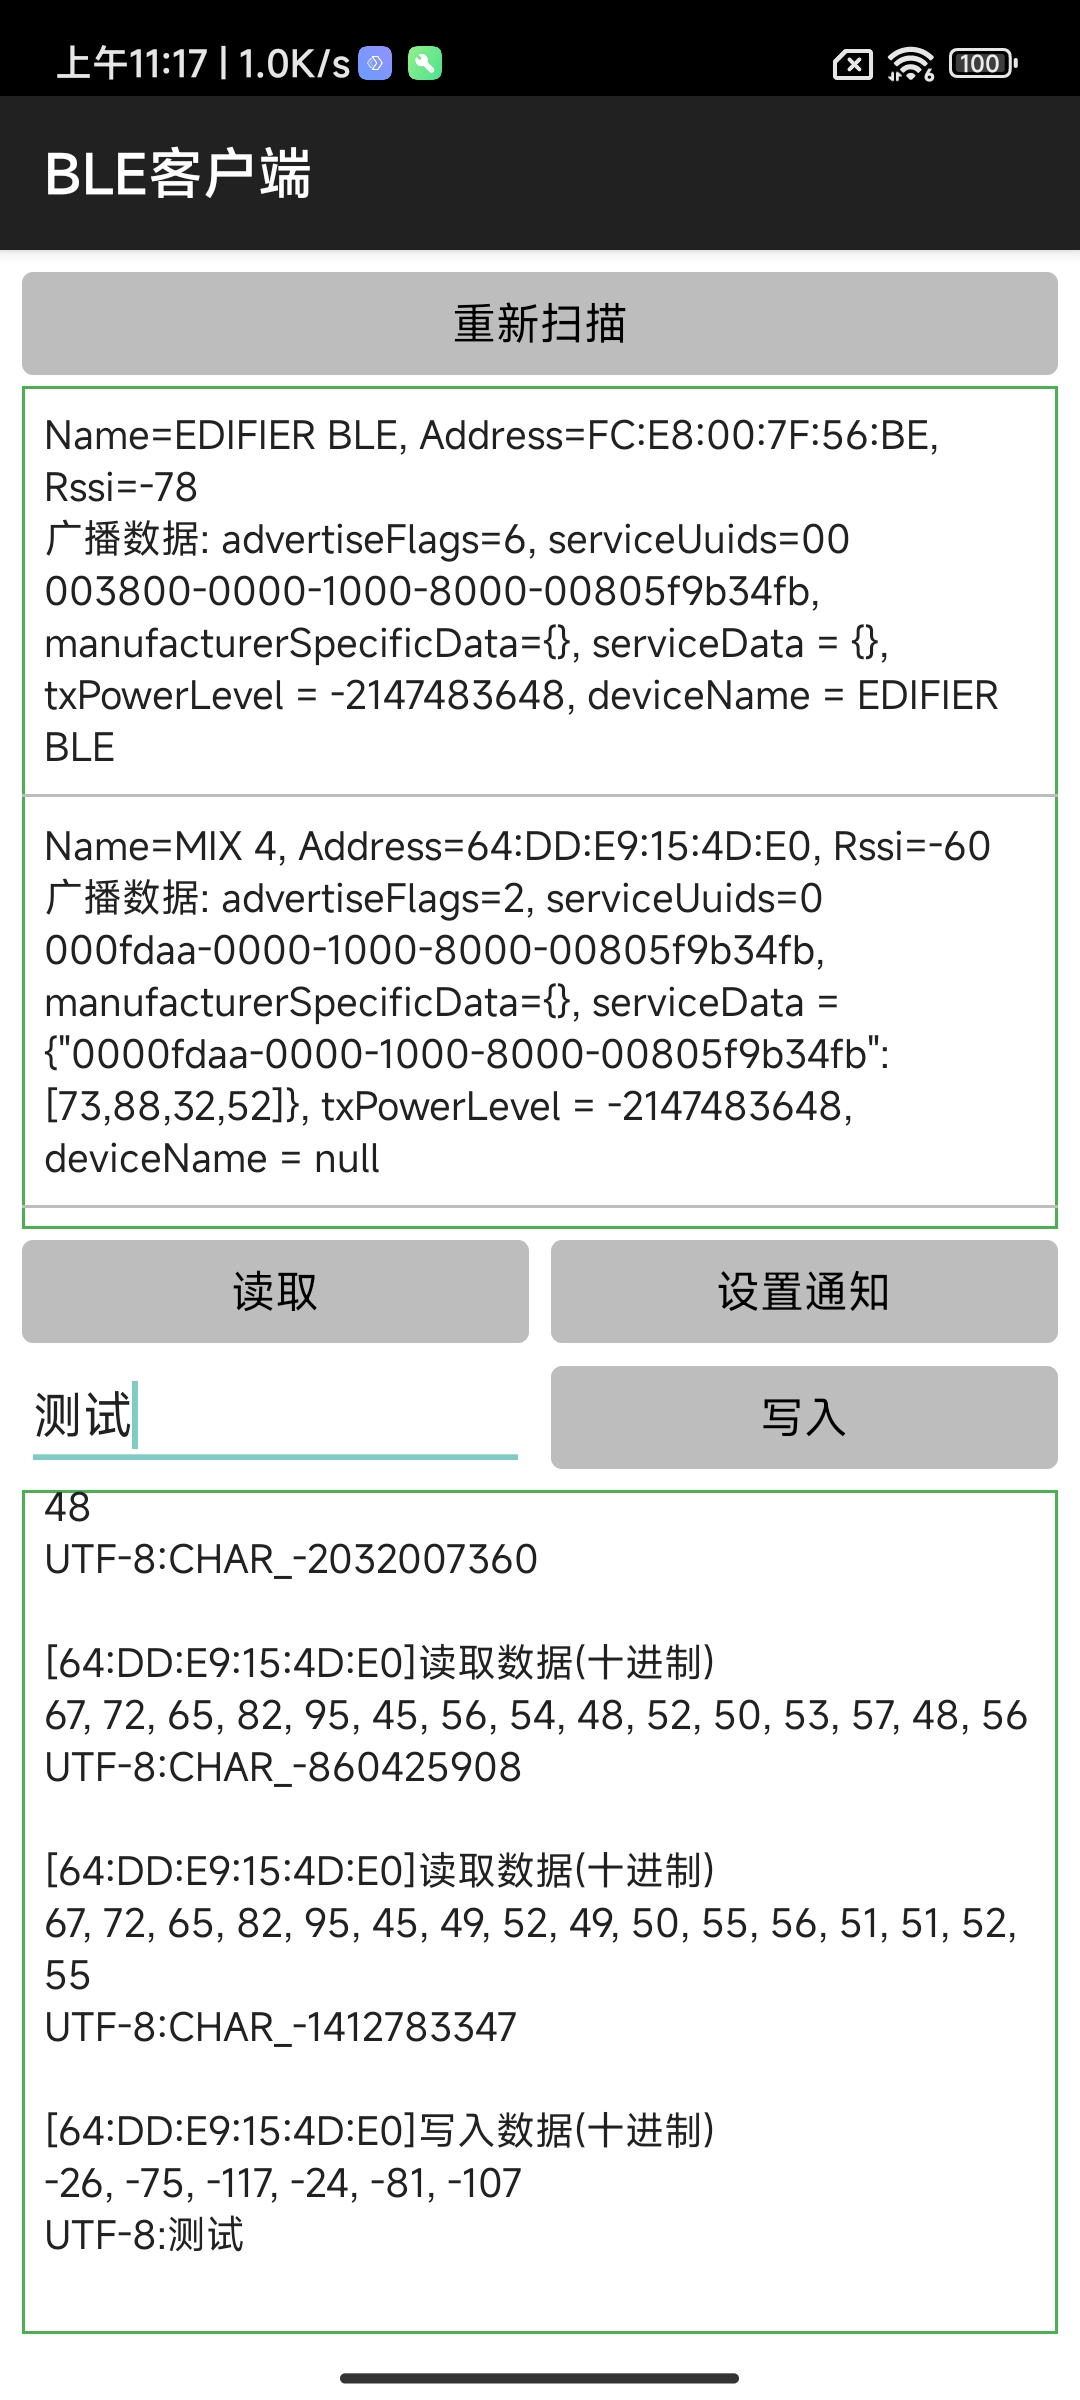 上午11:17 | 1.0K/s
6
100
BLE客户端
重新扫描
Name=EDIFIER BLE, Address=FC:E8:00:7F:56:BE,
Rssi=-78
广播数据: advertiseFlags=6, serviceUuids=00
003800-0000-1000-8000-00805f9b34fb,
manufacturerSpecificData={}, serviceData = {},
txPowerLevel = -2147483648, deviceName = EDIFIER
BLE
Name=MIX 4, Address=64:DD:E9:15:4D:E0, Rssi=-60
广播数据: advertiseFlags=2, serviceUuids=0
000fdaa-0000-1000-8000-00805f9b34fb,
manufacturerSpecificData={}, serviceData =
{"0000fdaa-0000-1000-8000-00805f9b34fb":
[73,88,32,52]}, txPowerLevel = -2147483648,
deviceName = null
读取
设置通知
测试
写入
48
UTF-8:CHAR_-2032007360
[64:DD:E9:15:4D:E0]读取数据(十进制)
67, 72, 65, 82, 95, 45, 56, 54, 48, 52, 50, 53, 57, 48, 56
UTF-8:CHAR_-860425908
[64:DD:E9:15:4D:E0]读取数据(十进制)
67, 72, 65, 82, 95, 45, 49, 52, 49, 50, 55, 56, 51, 51, 52,
55
UTF-8:CHAR_-1412783347
[64:DD:E9:15:4D:E0]写入数据(十进制)
-26, -75, -117, -24, -81, -107
UTF-8:测试